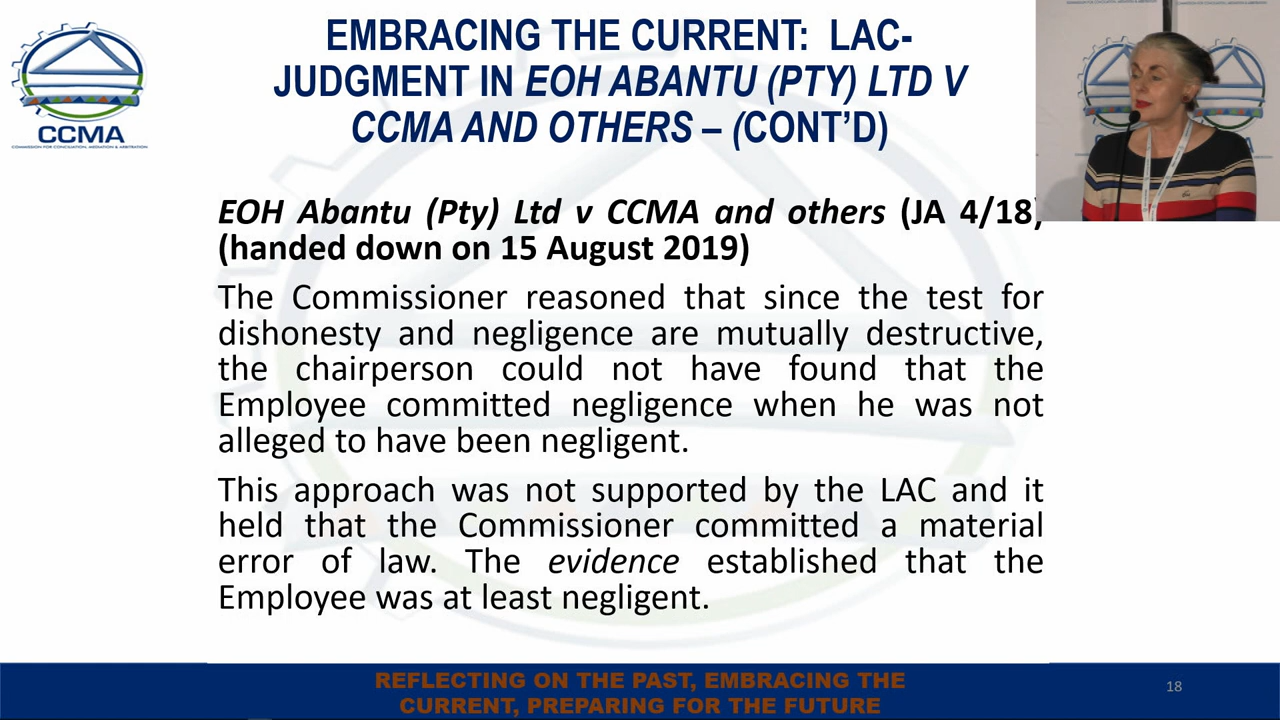 EMBRACING THE CURRENT: LAC-
JUDGMENT IN EOH ABANTU (PTY) LTD V
CCMA AND OTHERS – (CONT’D)
CCMA
COMMISSION FOR CONCILIATION, MEDIATION & ARBITRATION
EOH Abantu (Pty) Ltd v CCMA and others (JA 4/18)
(handed down on 15 August 2019)
The Commissioner reasoned that since the test for
dishonesty and negligence are mutually destructive,
the chairperson could not have found that the
Employee committed negligence when he was not
alleged to have been negligent.
This approach was not supported by the LAC and it
held that the Commissioner committed a material
error of law. The evidence established that the
Employee was at least negligent.
REFLECTING ON THE PAST, EMBRACING THE
CURRENT, PREPARING FOR THE FUTURE
18